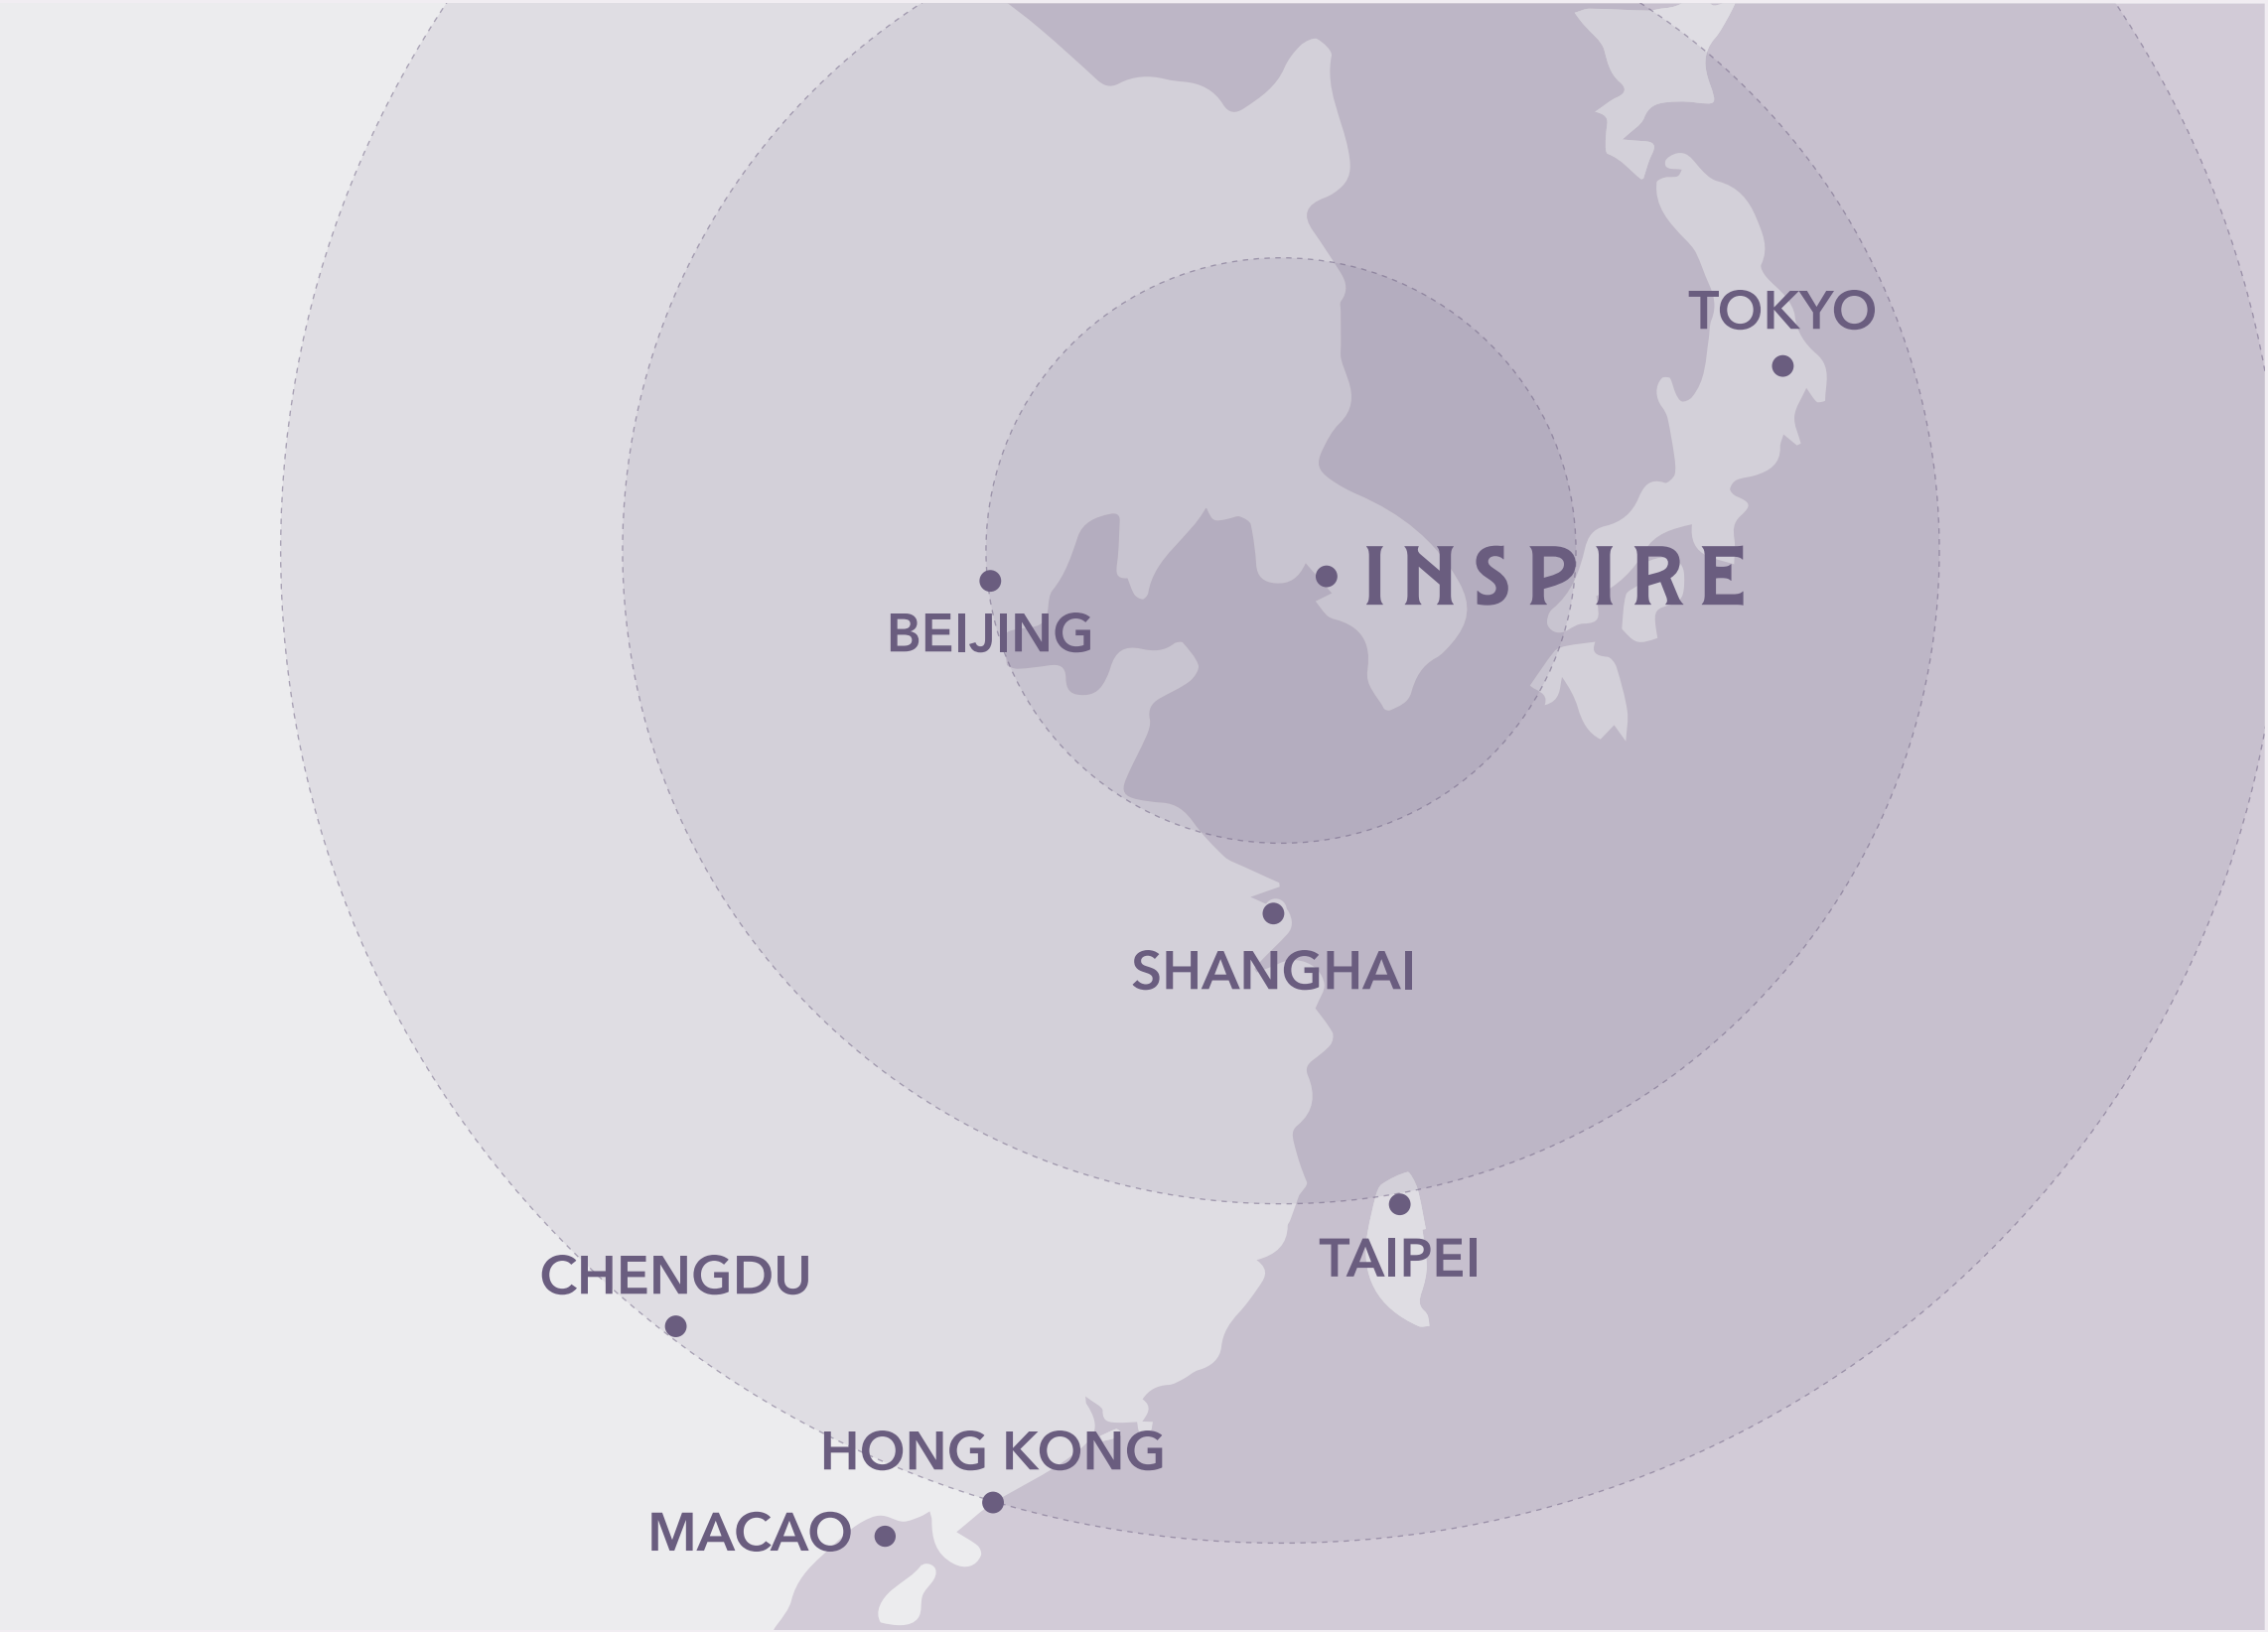 TOKYO
INSPIRE
BEIJING
SHANGHAI
TAIPEI
CHENGDU
HONG KONG
MACAO